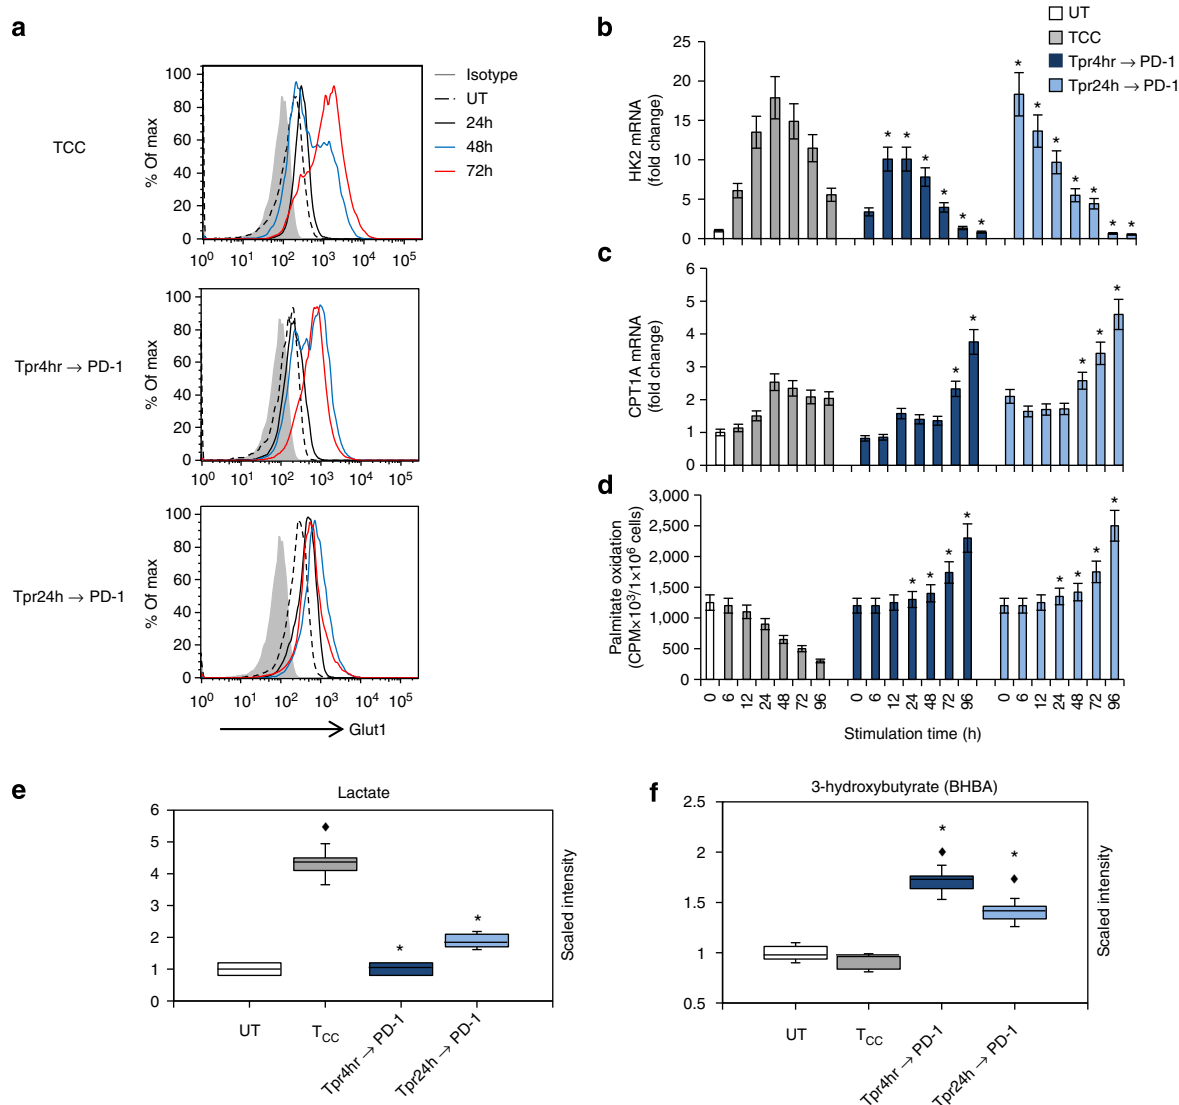 a
TCC
% Of max
100
80
60
40
20
0
10⁰ 10¹ 10² 10³ 10⁴ 10⁵
Isotype
UT
24h
48h
72h
Tpr4hr → PD-1
% Of max
100
80
60
40
20
0
10⁰ 10¹ 10² 10³ 10⁴ 10⁵
Tpr24h → PD-1
% Of max
100
80
60
40
20
0
10⁰ 10¹ 10² 10³ 10⁴ 10⁵
Glut1
b
UT
TCC
Tpr4hr → PD-1
Tpr24h → PD-1
HK2 mRNA
(fold change)
25
20
15
10
5
0
* * * * * * *
* * * * * * *
c
CPT1A mRNA
(fold change)
6
5
4
3
2
1
0
* *
* * *
d
Palmitate oxidation
(CPM×10³/1×10⁶ cells)
3,000
2,500
2,000
1,500
1,000
500
0
* * * *
* * * *
0 6 12 24 48 72 96 0 6 12 24 48 72 96 0 6 12 24 48 72 96
Stimulation time (h)
e
Lactate
6
5
4
3
2
1
0
* *
Scaled intensity
UT T_CC Tpr4hr → PD-1 Tpr24h → PD-1
f
3-hydroxybutyrate (BHBA)
2.5
2
1.5
1
0.5
* *
Scaled intensity
UT T_CC Tpr4hr → PD-1 Tpr24h → PD-1